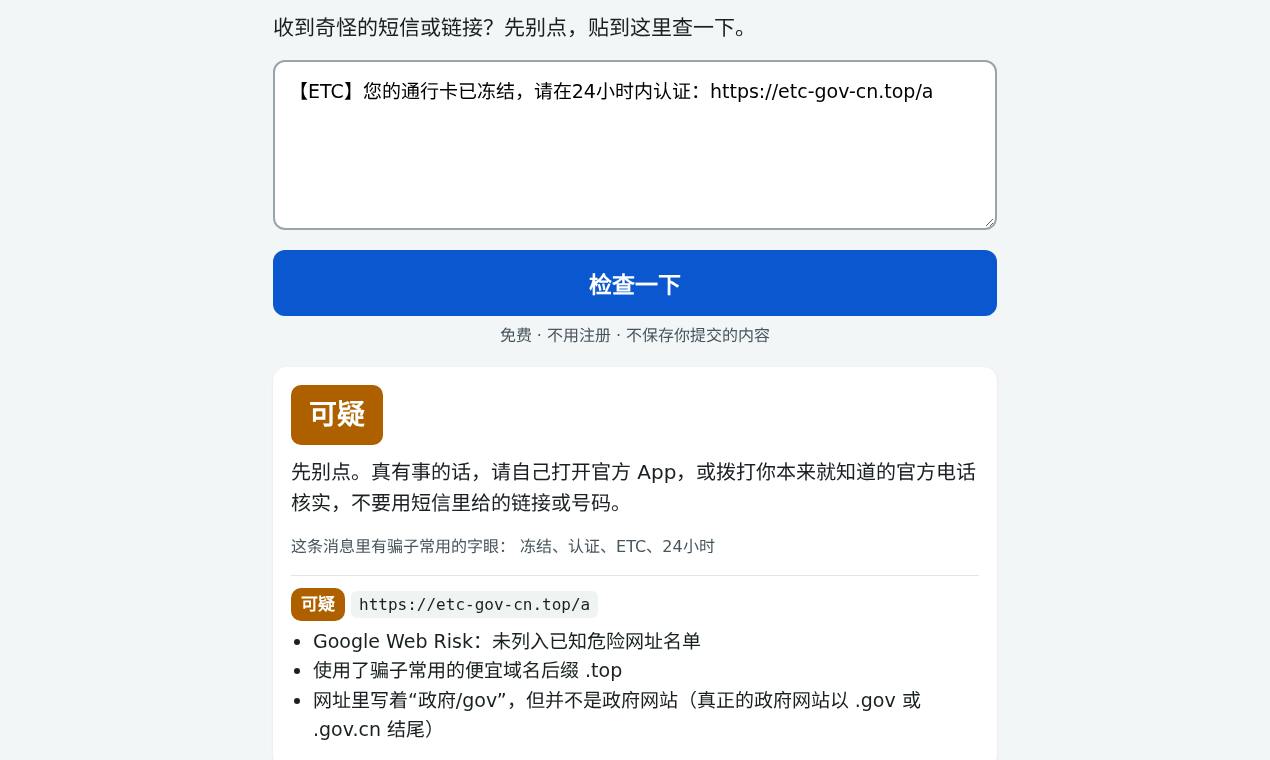 收到奇怪的短信或链接？先别点，贴到这里查一下。
【ETC】您的通行卡已冻结，请在24小时内认证：https://etc-gov-cn.top/a
检查一下
免费 · 不用注册 · 不保存你提交的内容
可疑
先别点。真有事的话，请自己打开官方 App，或拨打你本来就知道的官方电话
核实，不要用短信里给的链接或号码。
这条消息里有骗子常用的字眼： 冻结、认证、ETC、24小时
可疑 https://etc-gov-cn.top/a
• Google Web Risk：未列入已知危险网址名单
• 使用了骗子常用的便宜域名后缀 .top
• 网址里写着“政府/gov”，但并不是政府网站（真正的政府网站以 .gov 或
.gov.cn 结尾）